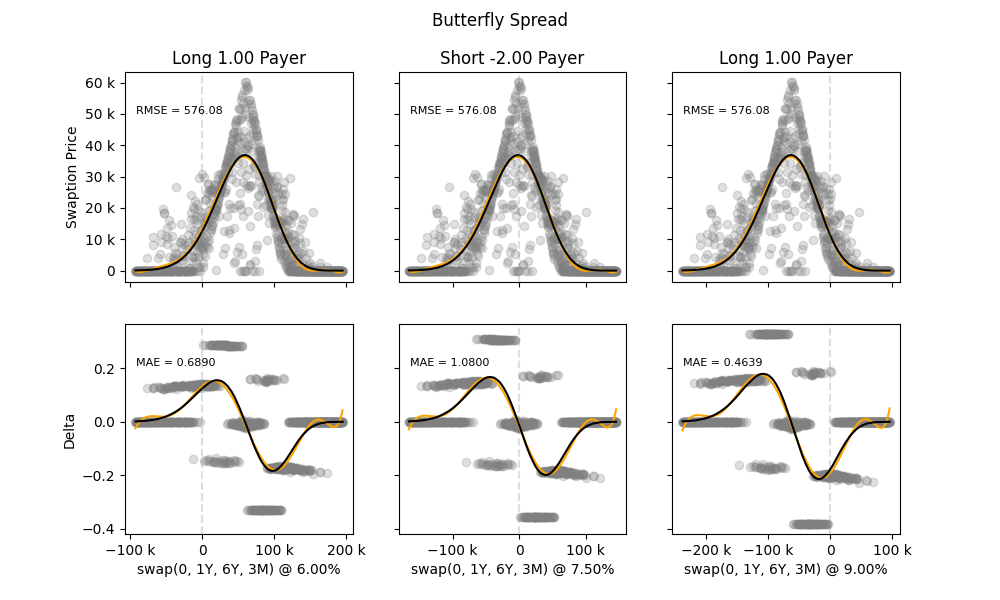 Butterfly Spread
Long 1.00 Payer
Short -2.00 Payer
Long 1.00 Payer
Swaption Price
60 k
50 k
40 k
30 k
20 k
10 k
0
RMSE = 576.08
RMSE = 576.08
RMSE = 576.08
Delta
0.2
0.0
−0.2
−0.4
MAE = 0.6890
MAE = 1.0800
MAE = 0.4639
−100 k 0 100 k 200 k
−100 k 0 100 k
−200 k −100 k 0 100 k
swap(0, 1Y, 6Y, 3M) @ 6.00%
swap(0, 1Y, 6Y, 3M) @ 7.50%
swap(0, 1Y, 6Y, 3M) @ 9.00%